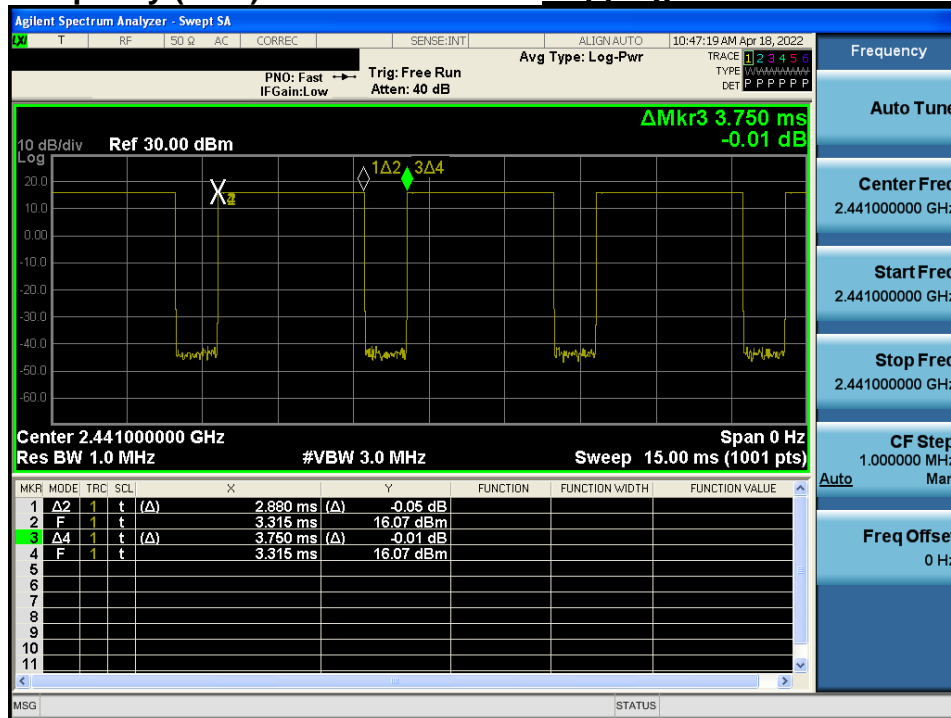 Agilent Spectrum Analyzer - Swept SA
LXI T RF 50 Ω AC CORREC SENSE:INT ALIGN AUTO 10:47:19 AM Apr 18, 2022
Avg Type: Log-Pwr
TRACE 1 2 3 4 5 6
TYPE WWWWWW
DET P P P P P P
PNO: Fast
IFGain:Low
Trig: Free Run
Atten: 40 dB
ΔMkr3 3.750 ms
-0.01 dB
10 dB/div Ref 30.00 dBm
Log
1Δ2 3Δ4
20.0
10.0
0.00
-10.0
-20.0
-30.0
-40.0
-50.0
-60.0
Center 2.441000000 GHz Span 0 Hz
Res BW 1.0 MHz #VBW 3.0 MHz Sweep 15.00 ms (1001 pts)
MKR MODE TRC SCL X Y FUNCTION FUNCTION WIDTH FUNCTION VALUE
1 Δ2 1 t (Δ) 2.880 ms (Δ) -0.05 dB
2 F 1 t 3.315 ms 16.07 dBm
3 Δ4 1 t (Δ) 3.750 ms (Δ) -0.01 dB
4 F 1 t 3.315 ms 16.07 dBm
5
6
7
8
9
10
11
MSG STATUS
Frequency
Auto Tune
Center Freq
2.441000000 GHz
Start Freq
2.441000000 GHz
Stop Freq
2.441000000 GHz
CF Step
1.000000 MHz
Auto Man
Freq Offset
0 Hz